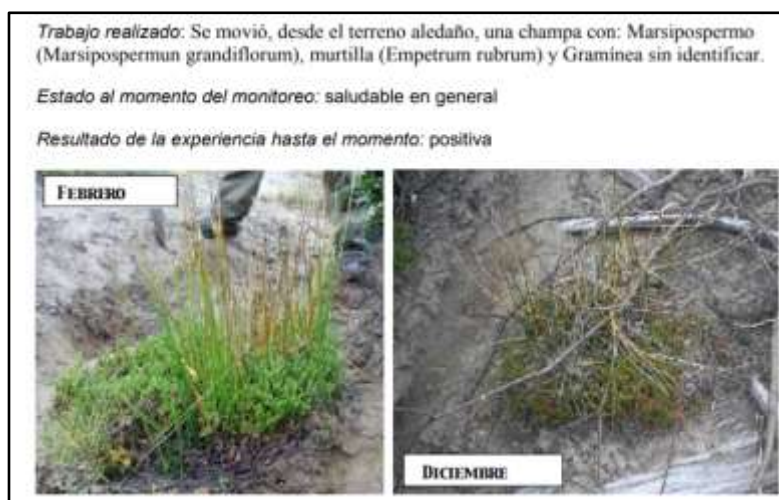 Trabajo realizado: Se movió, desde el terreno aledaño, una champa con: Marsipospermo
(Marsipospermun grandiflorum), murtilla (Empetrum rubrum) y Gramínea sin identificar.
Estado al momento del monitoreo: saludable en general
Resultado de la experiencia hasta el momento: positiva
FEBRERO
DICIEMBRE